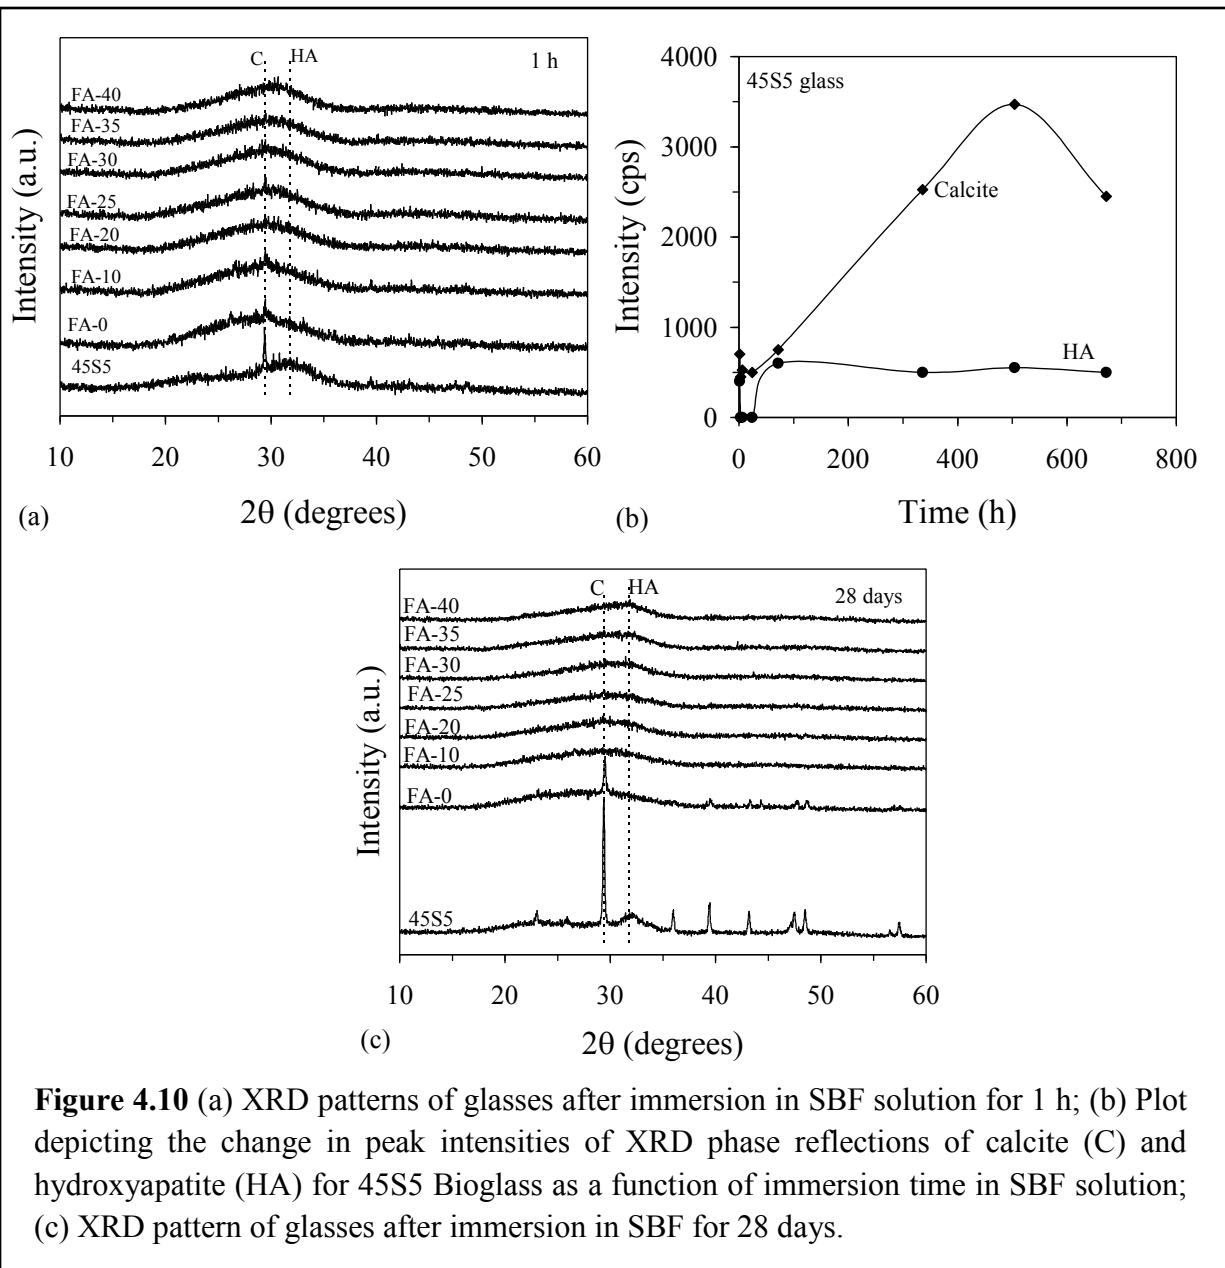 C HA
1 h
FA-40
FA-35
FA-30
FA-25
FA-20
FA-10
FA-0
45S5
Intensity (a.u.)
10 20 30 40 50 60
2θ (degrees)
(a)
4000
3000
2000
1000
0
45S5 glass
Calcite
HA
Intensity (cps)
0 200 400 600 800
Time (h)
(b)
C HA
28 days
FA-40
FA-35
FA-30
FA-25
FA-20
FA-10
FA-0
45S5
Intensity (a.u.)
10 20 30 40 50 60
2θ (degrees)
(c)
Figure 4.10 (a) XRD patterns of glasses after immersion in SBF solution for 1 h; (b) Plot
depicting the change in peak intensities of XRD phase reflections of calcite (C) and
hydroxyapatite (HA) for 45S5 Bioglass as a function of immersion time in SBF solution;
(c) XRD pattern of glasses after immersion in SBF for 28 days.